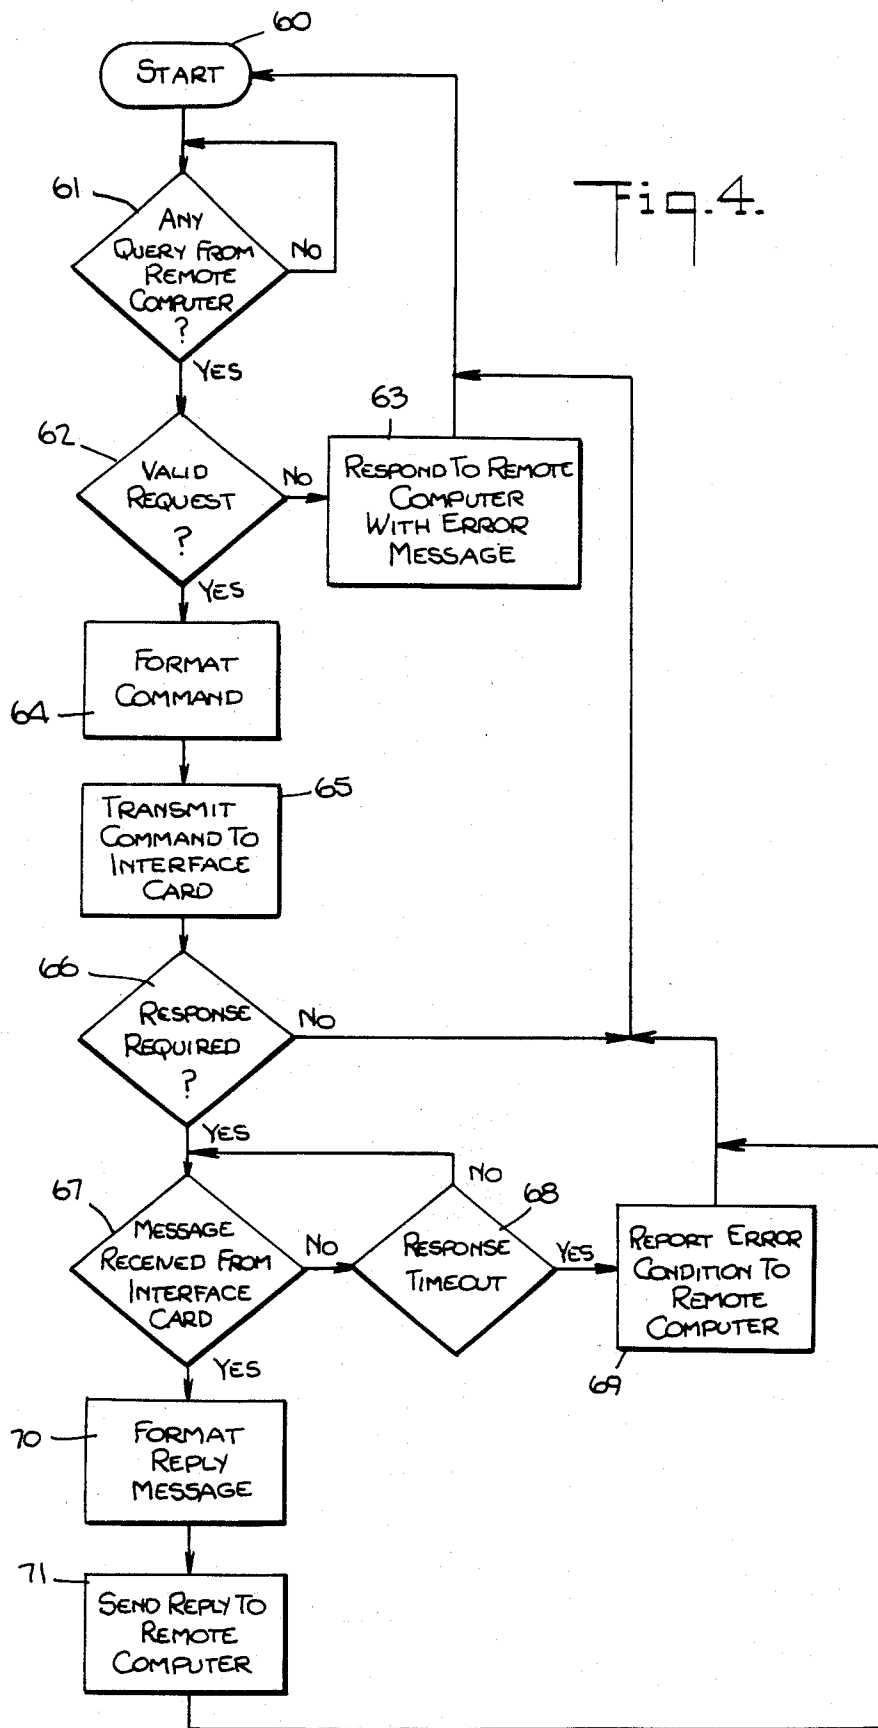 60
START
Fig. 4.
61
ANY
QUERY FROM
REMOTE
COMPUTER
?
NO
YES
62
VALID
REQUEST
?
NO
63
RESPOND TO REMOTE
COMPUTER
WITH ERROR
MESSAGE
YES
FORMAT
COMMAND
64
65
TRANSMIT
COMMAND TO
INTERFACE
CARD
66
RESPONSE
REQUIRED
?
NO
YES
67
MESSAGE
RECEIVED FROM
INTERFACE
CARD
NO
NO
68
RESPONSE
TIMEOUT
YES
REPORT ERROR
CONDITION TO
REMOTE
COMPUTER
69
YES
70
FORMAT
REPLY
MESSAGE
71
SEND REPLY TO
REMOTE
COMPUTER